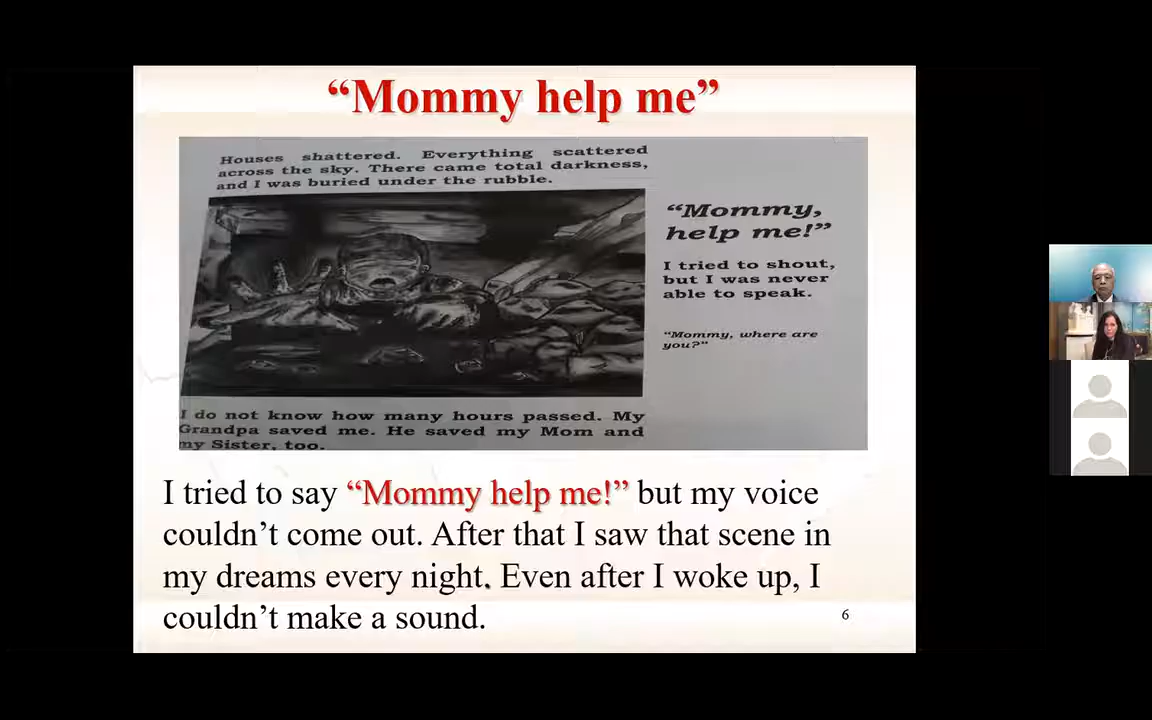 “Mommy help me”
Houses shattered. Everything scattered
across the sky. There came total darkness,
and I was buried under the rubble.
“Mommy,
help me!”
I tried to shout,
but I was never
able to speak.
“Mommy, where are
you?”
I do not know how many hours passed. My
Grandpa saved me. He saved my Mom and
my Sister, too.
I tried to say “Mommy help me!” but my voice
couldn’t come out. After that I saw that scene in
my dreams every night. Even after I woke up, I
couldn’t make a sound.
6